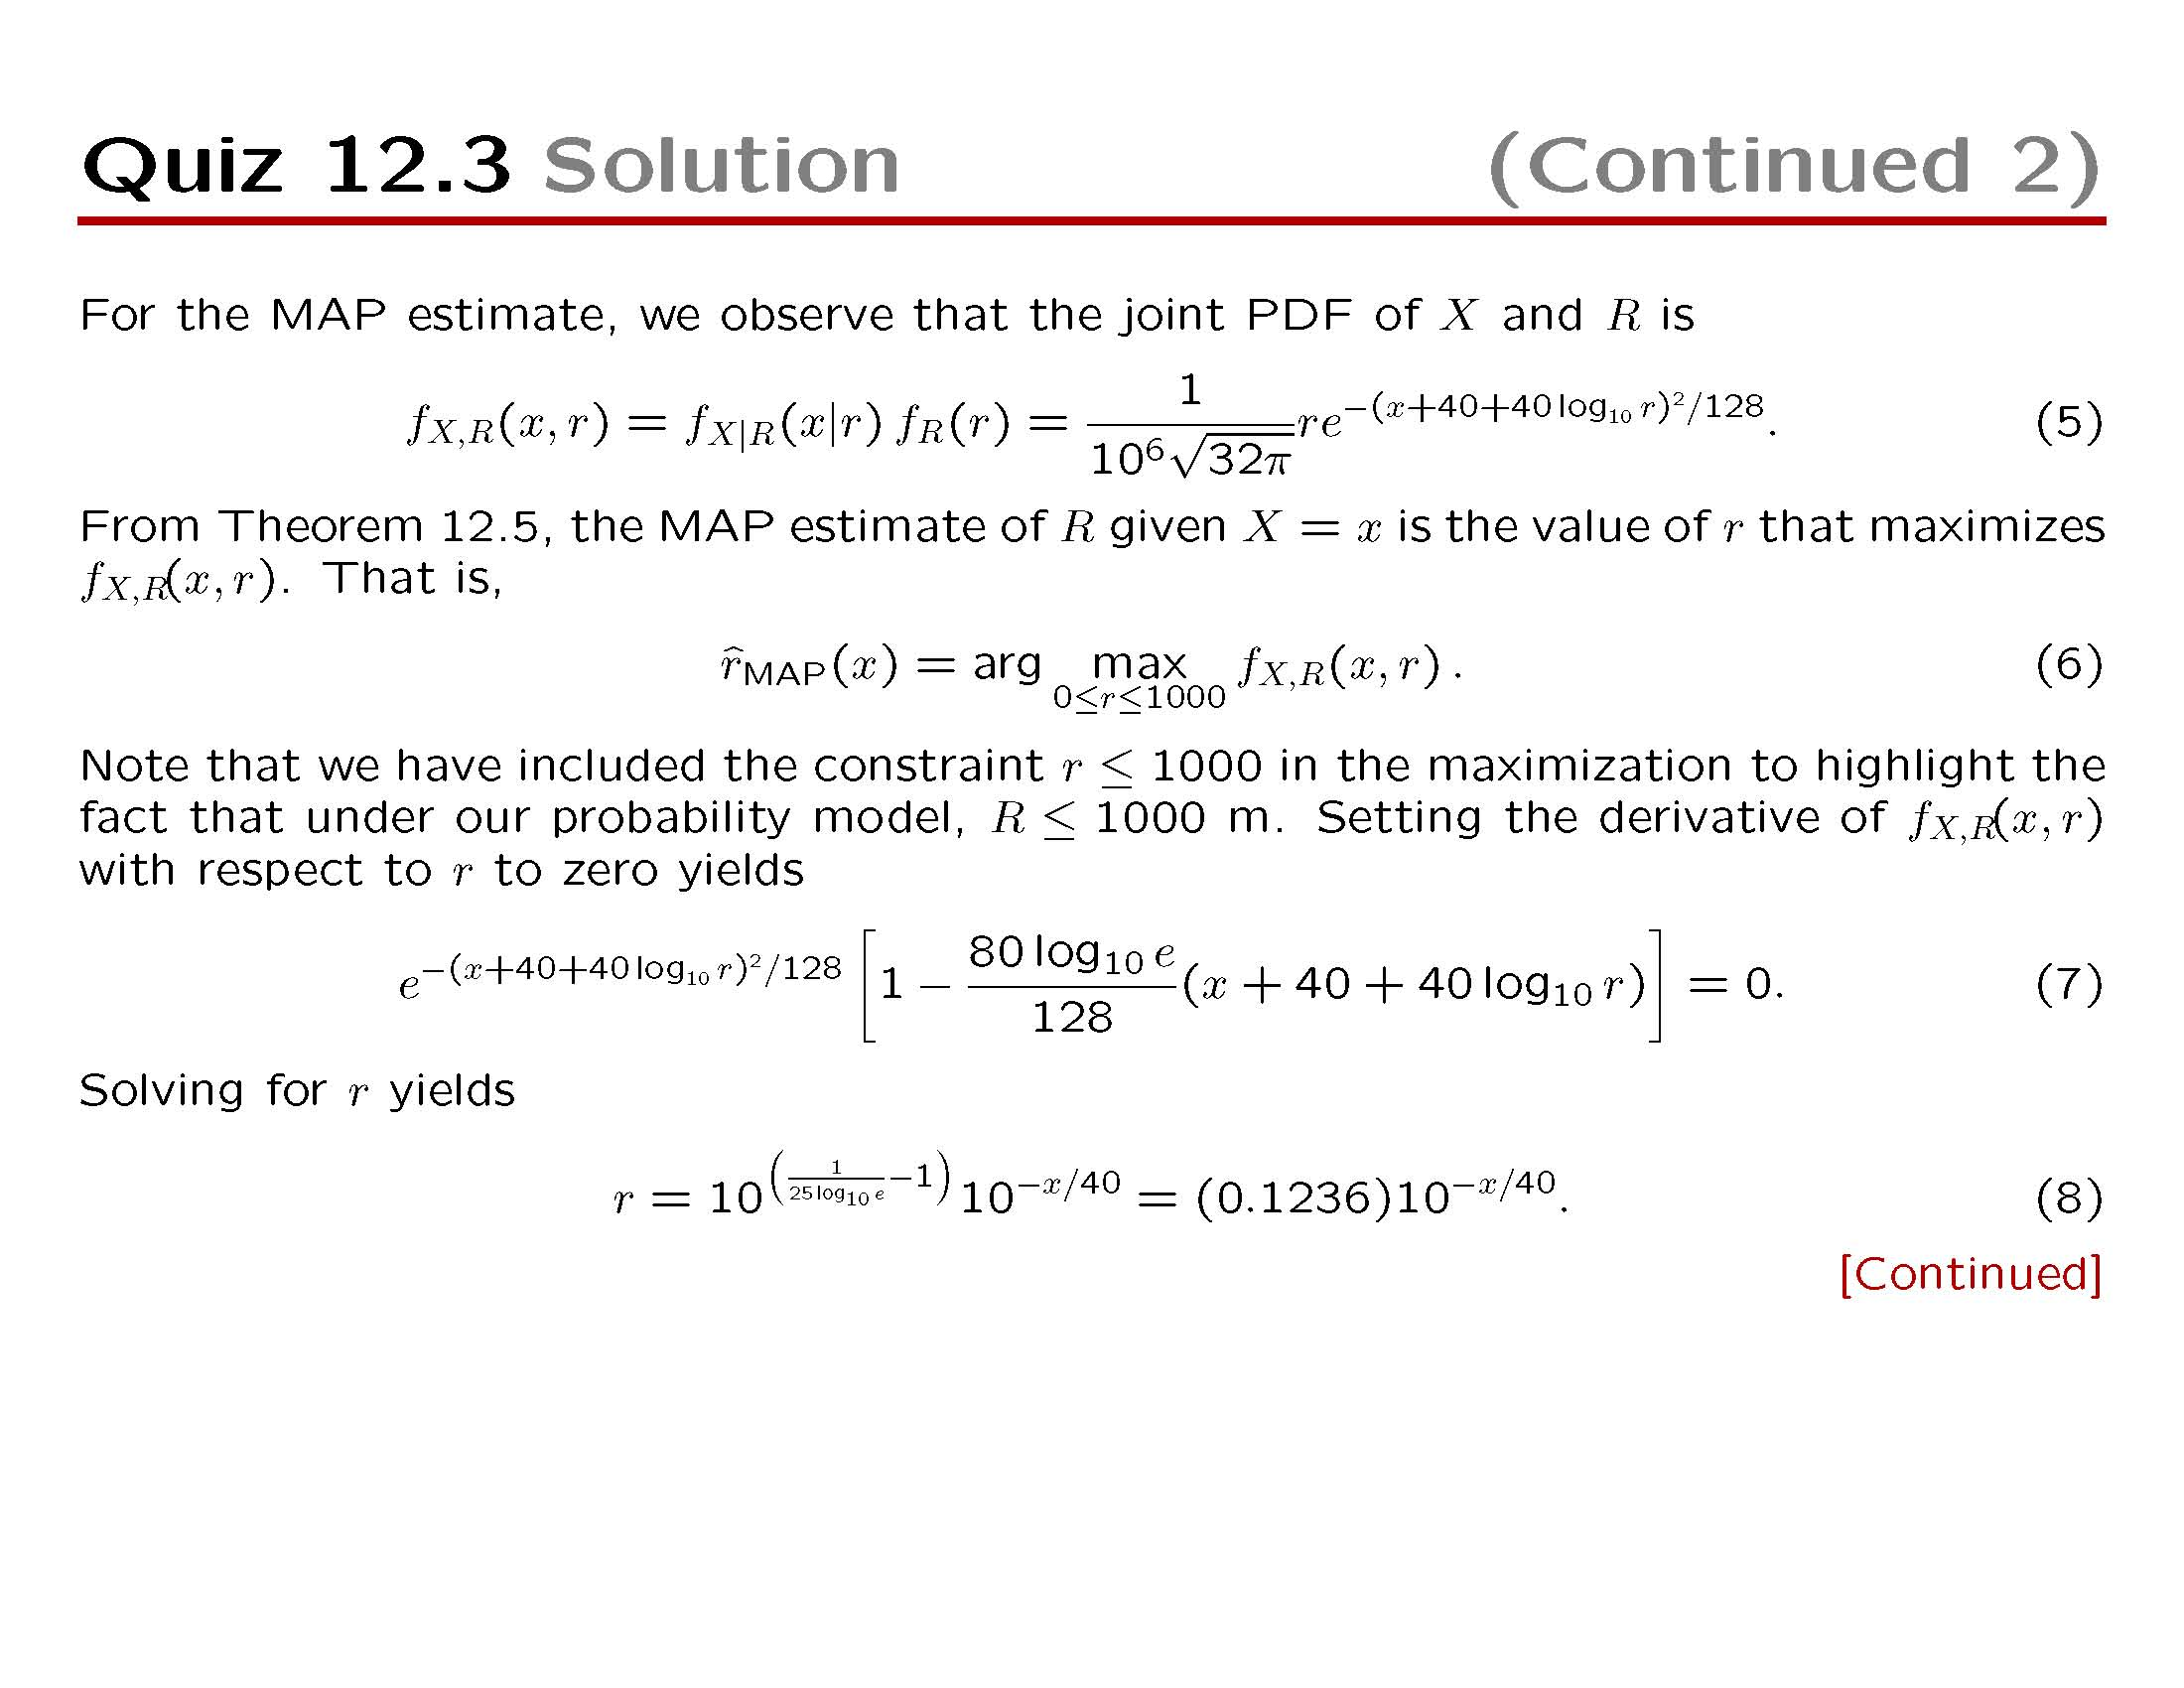 Quiz 12.3 Solution (Continued 2)
For the MAP estimate, we observe that the joint PDF of X and R is
f_{X,R}(x, r) = f_{X|R}(x|r) f_R(r) = \frac{1}{10^6\sqrt{32\pi}} r e^{-(x+40+40\log_{10} r)^2/128}. (5)
From Theorem 12.5, the MAP estimate of R given X = x is the value of r that maximizes
f_{X,R}(x, r). That is,
\hat{r}_{MAP}(x) = arg \max_{0≤r≤1000} f_{X,R}(x, r) . (6)
Note that we have included the constraint r ≤ 1000 in the maximization to highlight the
fact that under our probability model, R ≤ 1000 m. Setting the derivative of f_{X,R}(x, r)
with respect to r to zero yields
e^{-(x+40+40\log_{10} r)^2/128} \left[ 1 - \frac{80 \log_{10} e}{128}(x + 40 + 40 \log_{10} r) \right] = 0. (7)
Solving for r yields
r = 10^{\left(\frac{1}{25\log_{10} e}-1\right)} 10^{-x/40} = (0.1236)10^{-x/40}. (8)
[Continued]